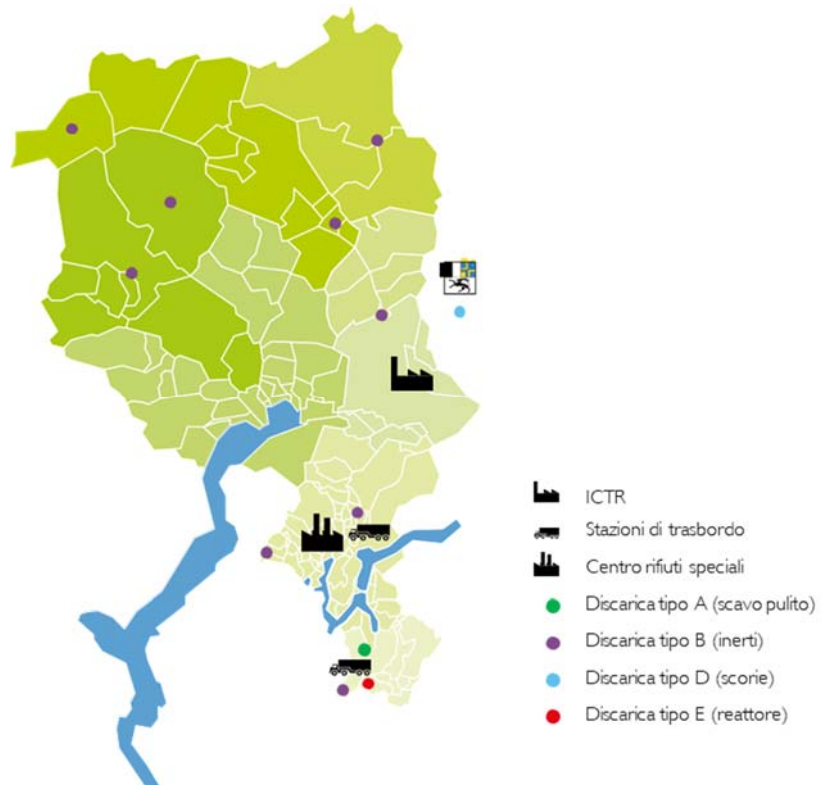 ICTR
Stazioni di trasbordo
Centro rifiuti speciali
Discarica tipo A (scavo pulito)
Discarica tipo B (inerti)
Discarica tipo D (scorie)
Discarica tipo E (reattore)